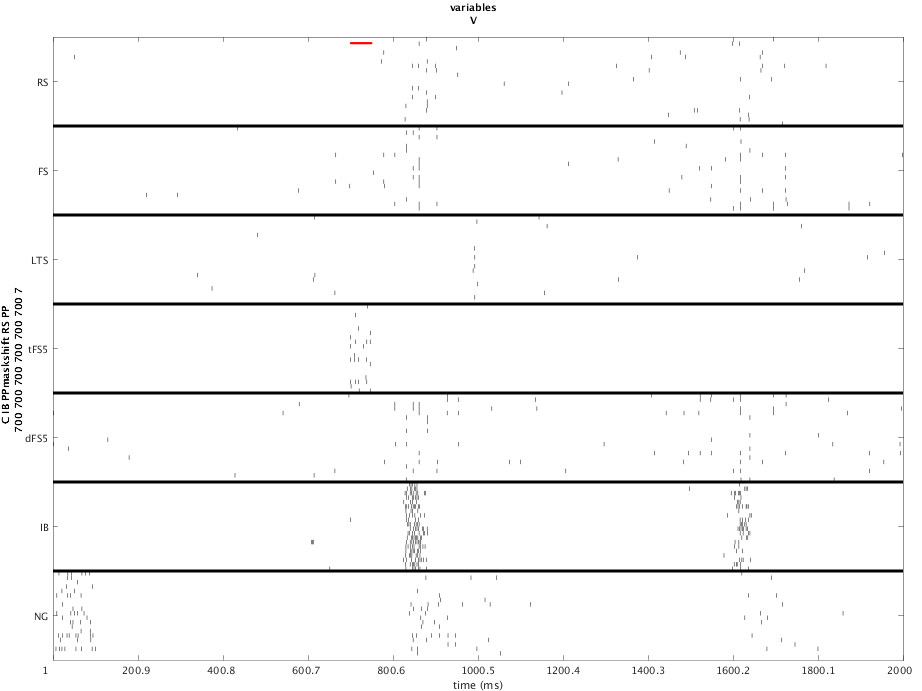 variables
V
C IB PPmaskshift RS PP
700 700 700 700 700 700 7
RS
FS
LTS
tFS5
dFS5
IB
NG
1 200.9 400.8 600.7 800.6 1000.5 1200.4 1400.3 1600.2 1800.1 2000
time (ms)